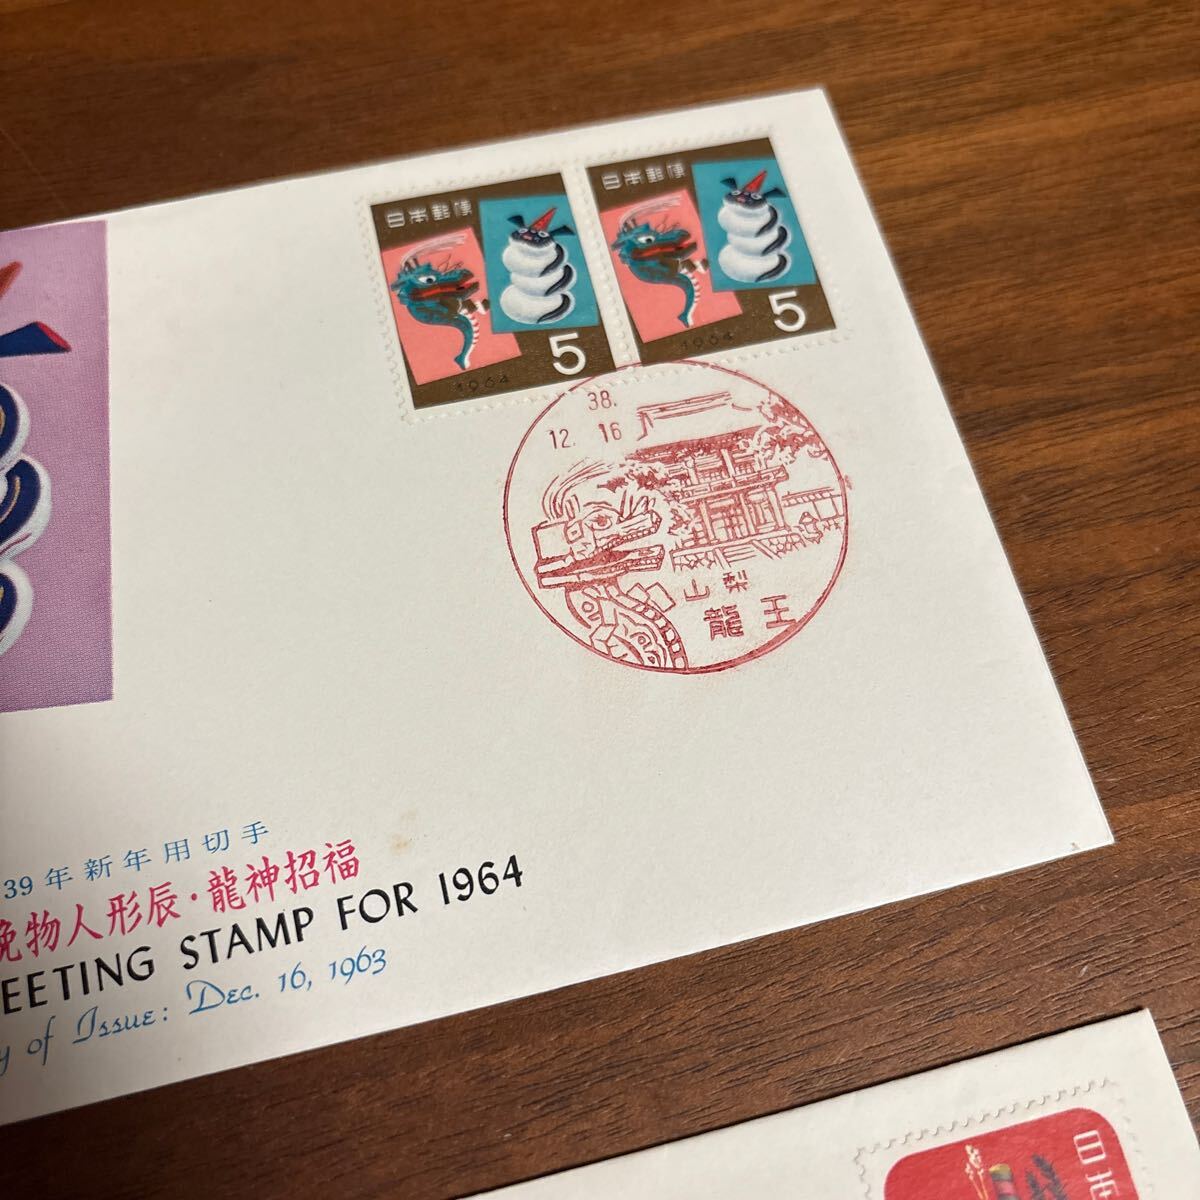 日本郵便
1964
5
日本郵便
1964
5
38.
12. 16
山梨
龍王
39年新年用切手
物人形辰・龍神招福
EETING STAMP FOR 1964
y of Issue: Dec. 16, 1963
日